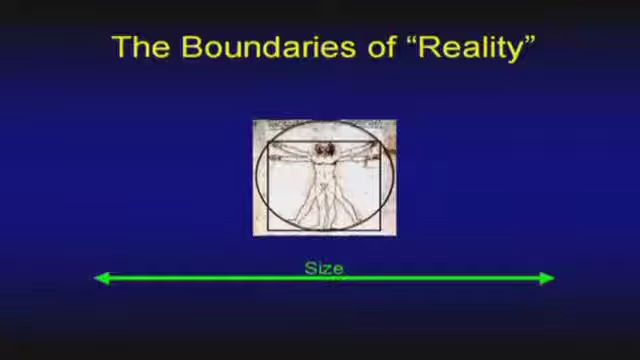 The Boundaries of “Reality”
Size